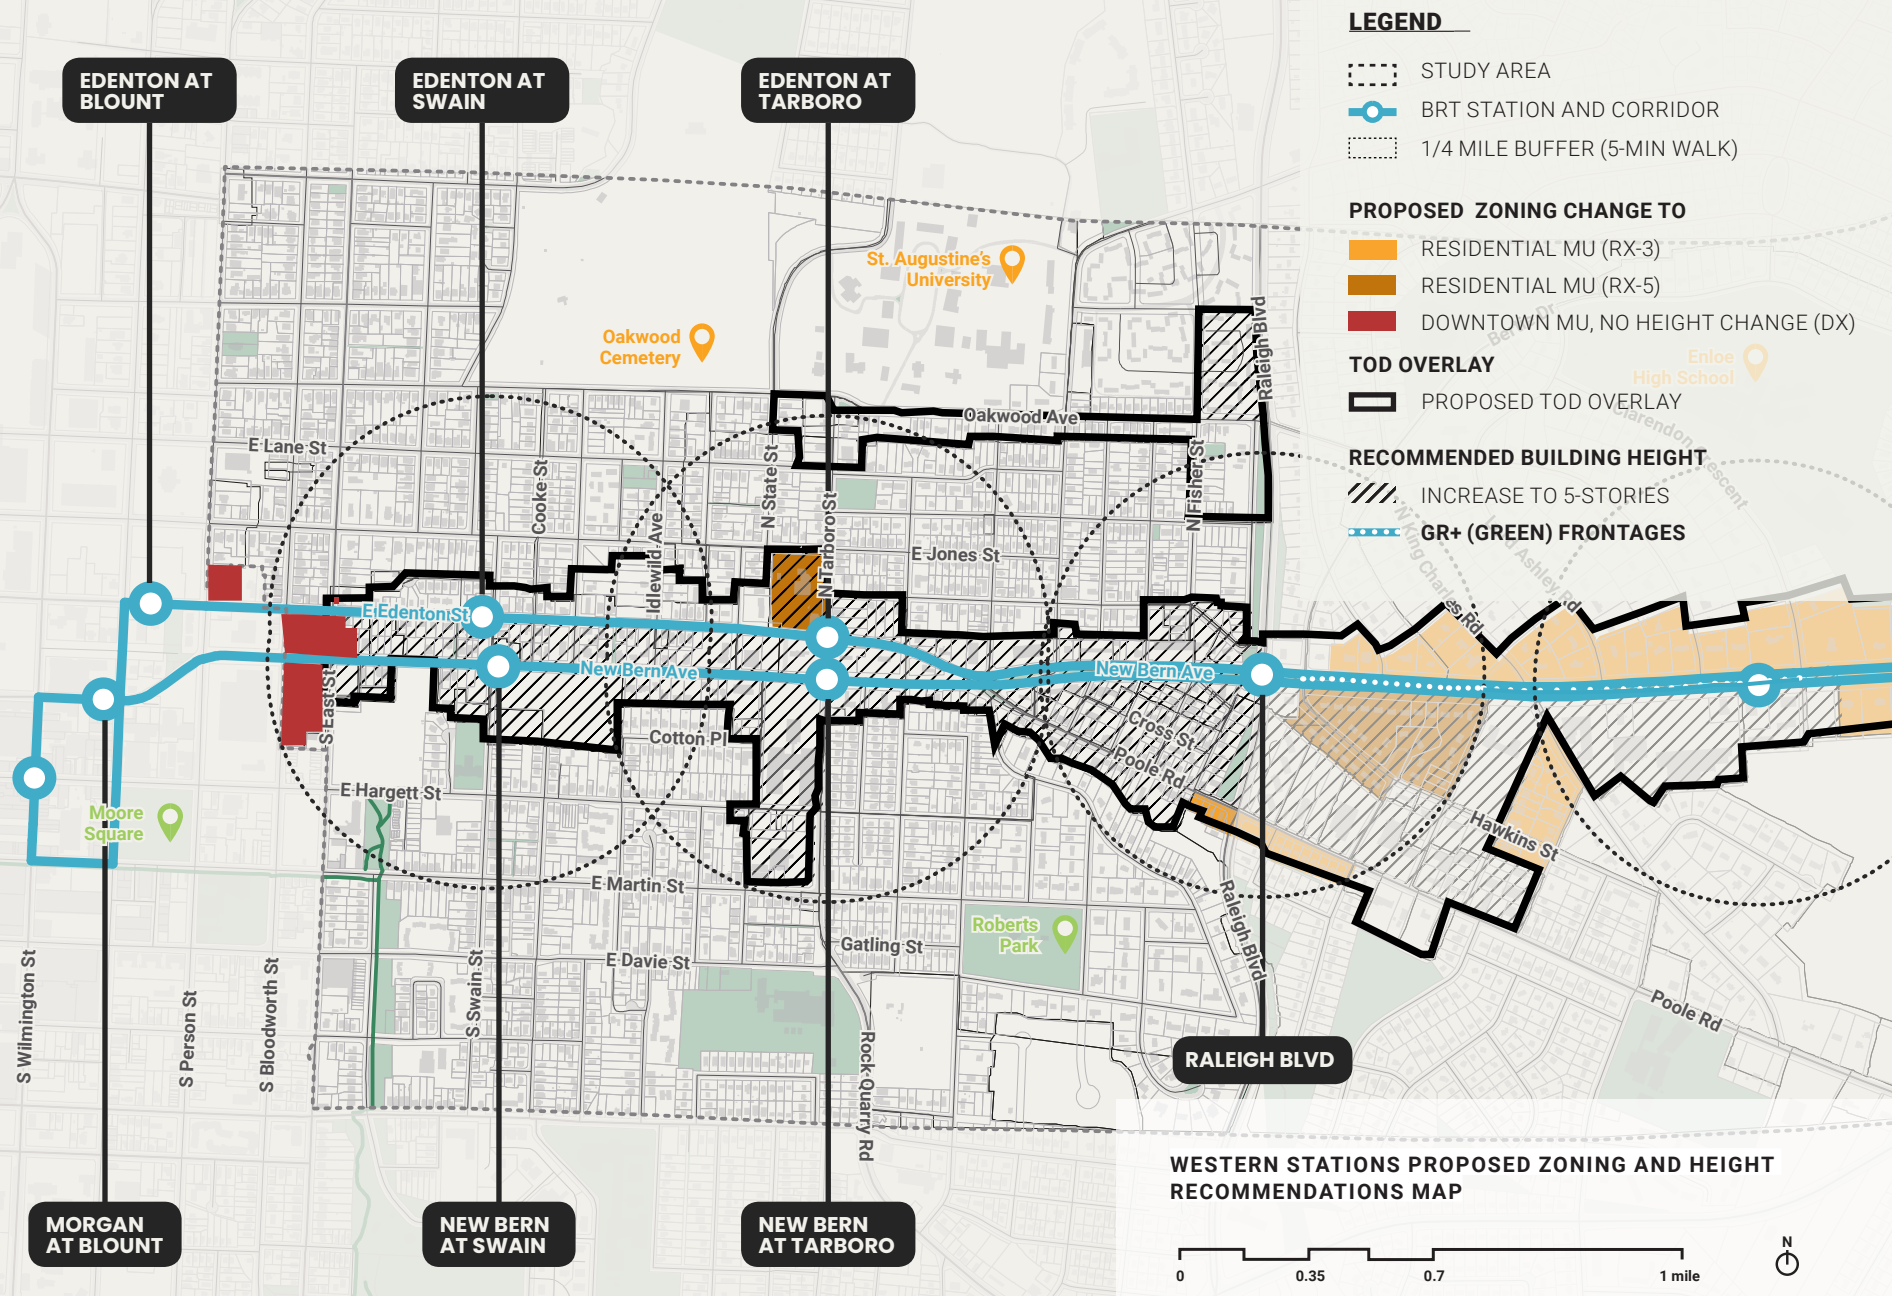 LEGEND
STUDY AREA
BRT STATION AND CORRIDOR
1/4 MILE BUFFER (5-MIN WALK)
PROPOSED ZONING CHANGE TO
RESIDENTIAL MU (RX-3)
RESIDENTIAL MU (RX-5)
DOWNTOWN MU, NO HEIGHT CHANGE (DX)
TOD OVERLAY
PROPOSED TOD OVERLAY
RECOMMENDED BUILDING HEIGHT
INCREASE TO 5-STORIES
GR+ (GREEN) FRONTAGES
EDENTON AT
BLOUNT
EDENTON AT
SWAIN
EDENTON AT
TARBORO
St. Augustine's
University
Oakwood
Cemetery
Enloe
High School
Clarendon Crescent
N King Charles Rd
Raleigh Blvd
Oakwood Ave
E Lane St
Cooke St
Idlewild Ave
N State St
N Tarboro St
N Fisher St
E Jones St
E Edenton St
New Bern Ave
New Bern Ave
S East St
Cotton Pl
Cross St
Poole Rd
E Hargett St
Moore
Square
Hawkins St
E Martin St
Roberts
Park
Raleigh Blvd
Gatling St
E Davie St
S Wilmington St
S Person St
S Bloodworth St
S Swain St
Rock Quarry Rd
Poole Rd
RALEIGH BLVD
MORGAN
AT BLOUNT
NEW BERN
AT SWAIN
NEW BERN
AT TARBORO
WESTERN STATIONS PROPOSED ZONING AND HEIGHT
RECOMMENDATIONS MAP
0
0.35
0.7
1 mile
N